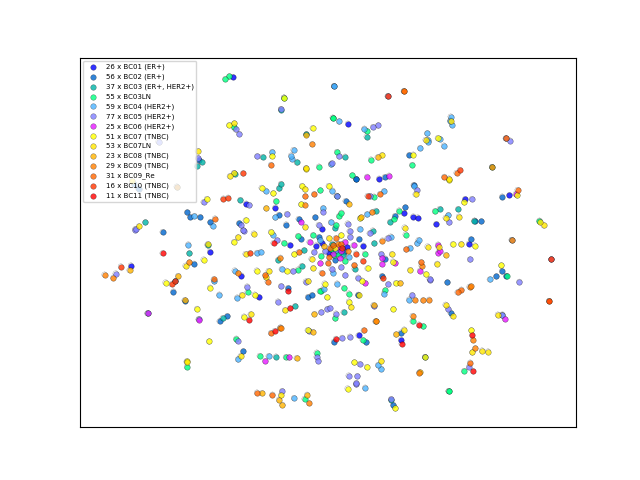 26 x BC01 (ER+)
56 x BC02 (ER+)
37 x BC03 (ER+, HER2+)
55 x BC03LN
59 x BC04 (HER2+)
77 x BC05 (HER2+)
25 x BC06 (HER2+)
51 x BC07 (TNBC)
53 x BC07LN
23 x BC08 (TNBC)
29 x BC09 (TNBC)
31 x BC09_Re
16 x BC10 (TNBC)
11 x BC11 (TNBC)